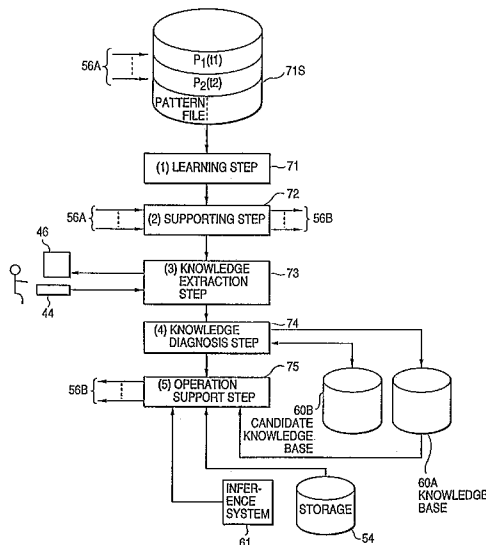 56A
P₁(t1)
P₂(t2)
PATTERN
FILE
71S
(1) LEARNING STEP
71
72
56A
(2) SUPPORTING STEP
56B
46
44
(3) KNOWLEDGE
EXTRACTION
STEP
73
74
(4) KNOWLEDGE
DIAGNOSIS STEP
75
56B
(5) OPERATION
SUPPORT STEP
60B
CANDIDATE
KNOWLEDGE
BASE
60A KNOWLEDGE
BASE
INFER-
ENCE
SYSTEM
61
STORAGE
54